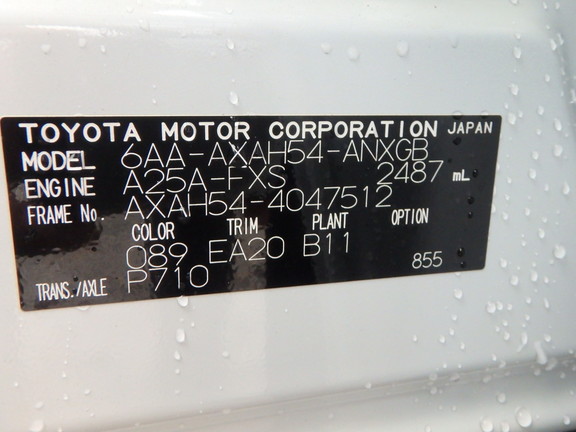 TOYOTA MOTOR CORPORATION JAPAN
MODEL 6AA-AXAH54-ANXGB
ENGINE A25A-FXS 2487 mL
FRAME No. AXAH54-4047512
COLOR TRIM PLANT OPTION
089 EA20 B11
TRANS./AXLE P710 855